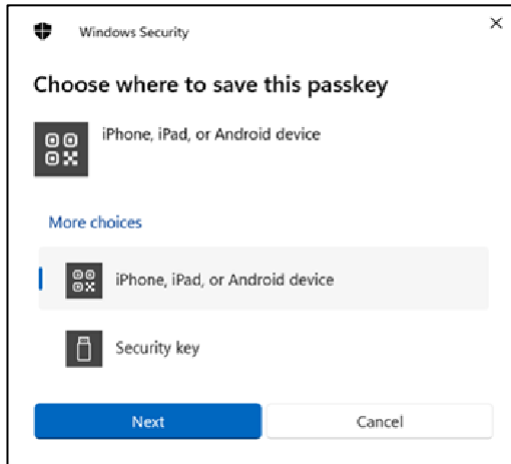 Windows Security
Choose where to save this passkey
iPhone, iPad, or Android device
More choices
iPhone, iPad, or Android device
Security key
Next
Cancel